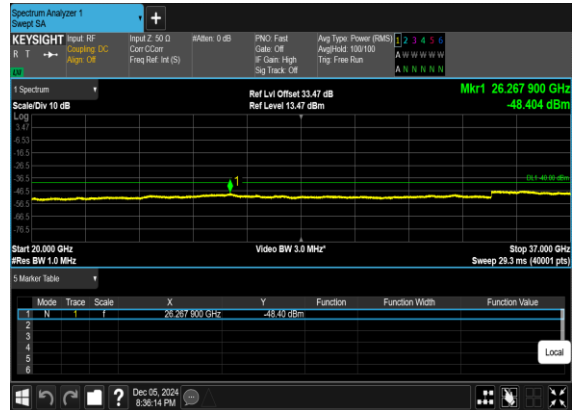 Spectrum Analyzer 1
Swept SA
KEYSIGHT Input: RF Input Z: 50 Ω #Atten: 0 dB PNO: Fast Avg Type: Power (RMS) 1 2 3 4 5 6
R T Coupling: DC Corr CCorr Gate: Off Avg|Hold: 100/100 A W W W W W
Align: Off Freq Ref: Int (S) IF Gain: High Trig: Free Run
Sig Track: Off A N N N N N
1 Spectrum Ref Lvl Offset 33.47 dB Mkr1 26.267 900 GHz
Scale/Div 10 dB Ref Level 13.47 dBm -48.404 dBm
Log
3.47
-6.53
-16.5
-26.5
1
DL1 -40.00 dBm
-36.5
-46.5
-56.5
-66.5
-76.5
Start 20.000 GHz Video BW 3.0 MHz* Stop 37.000 GHz
#Res BW 1.0 MHz Sweep 29.3 ms (40001 pts)
5 Marker Table
Mode Trace Scale X Y Function Function Width Function Value
1 N 1 f 26.267 900 GHz -48.40 dBm
2
3
4
5
6
Local
? Dec 05, 2024
8:36:14 PM